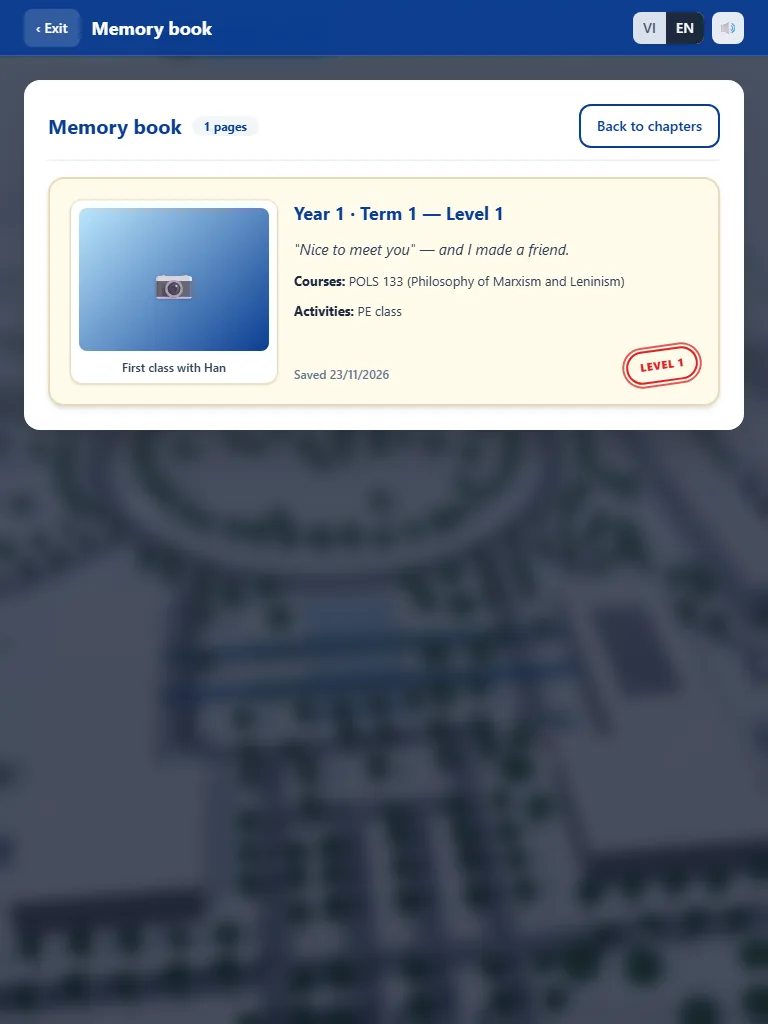 ‹ Exit
Memory book
VI
EN
Memory book
1 pages
Back to chapters
Year 1 · Term 1 — Level 1
"Nice to meet you" — and I made a friend.
Courses: POLS 133 (Philosophy of Marxism and Leninism)
Activities: PE class
First class with Han
Saved 23/11/2026
LEVEL 1